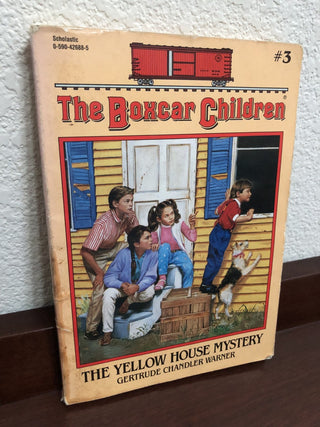 Scholastic
0-590-42688-5
#3
The Boxcar Children
THE YELLOW HOUSE MYSTERY
GERTRUDE CHANDLER WARNER